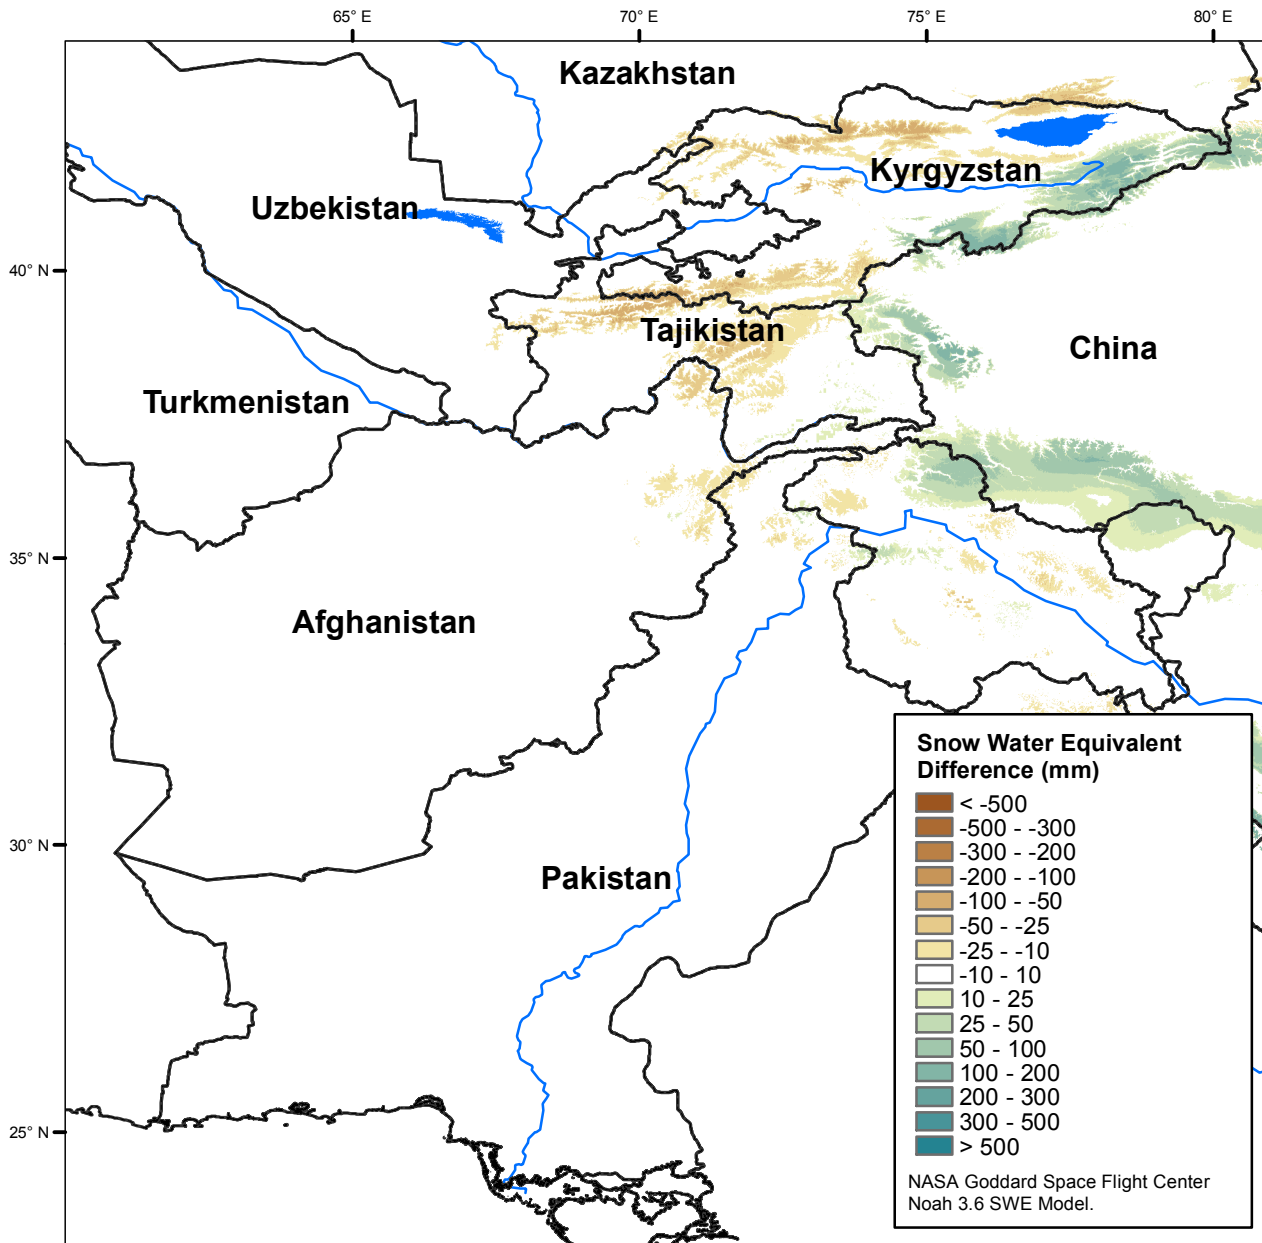 65° E
70° E
75° E
80° E
Kazakhstan
Kyrgyzstan
Uzbekistan
40° N
Tajikistan
China
Turkmenistan
35° N
Afghanistan
Snow Water Equivalent
Difference (mm)
< -500
-500 - -300
-300 - -200
-200 - -100
-100 - -50
-50 - -25
-25 - -10
-10 - 10
10 - 25
25 - 50
50 - 100
100 - 200
200 - 300
300 - 500
> 500
NASA Goddard Space Flight Center
Noah 3.6 SWE Model.
30° N
Pakistan
25° N